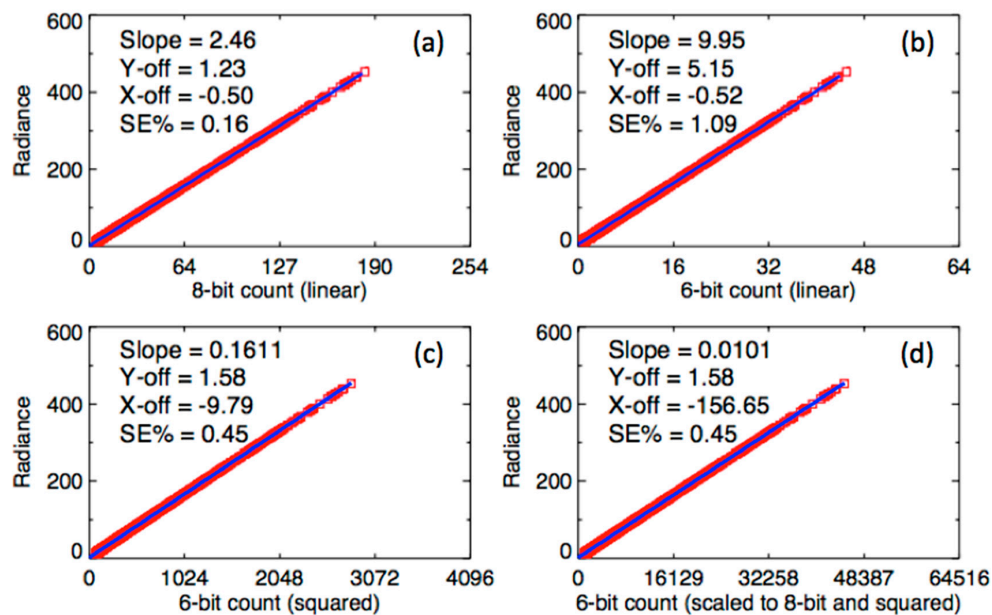 600
400
200
0
Radiance
Slope = 2.46
Y-off = 1.23
X-off = -0.50
SE% = 0.16
(a)
0 64 127 190 254
8-bit count (linear)
600
400
200
0
Radiance
Slope = 9.95
Y-off = 5.15
X-off = -0.52
SE% = 1.09
(b)
0 16 32 48 64
6-bit count (linear)
600
400
200
0
Radiance
Slope = 0.1611
Y-off = 1.58
X-off = -9.79
SE% = 0.45
(c)
0 1024 2048 3072 4096
6-bit count (squared)
600
400
200
0
Radiance
Slope = 0.0101
Y-off = 1.58
X-off = -156.65
SE% = 0.45
(d)
0 16129 32258 48387 64516
6-bit count (scaled to 8-bit and squared)